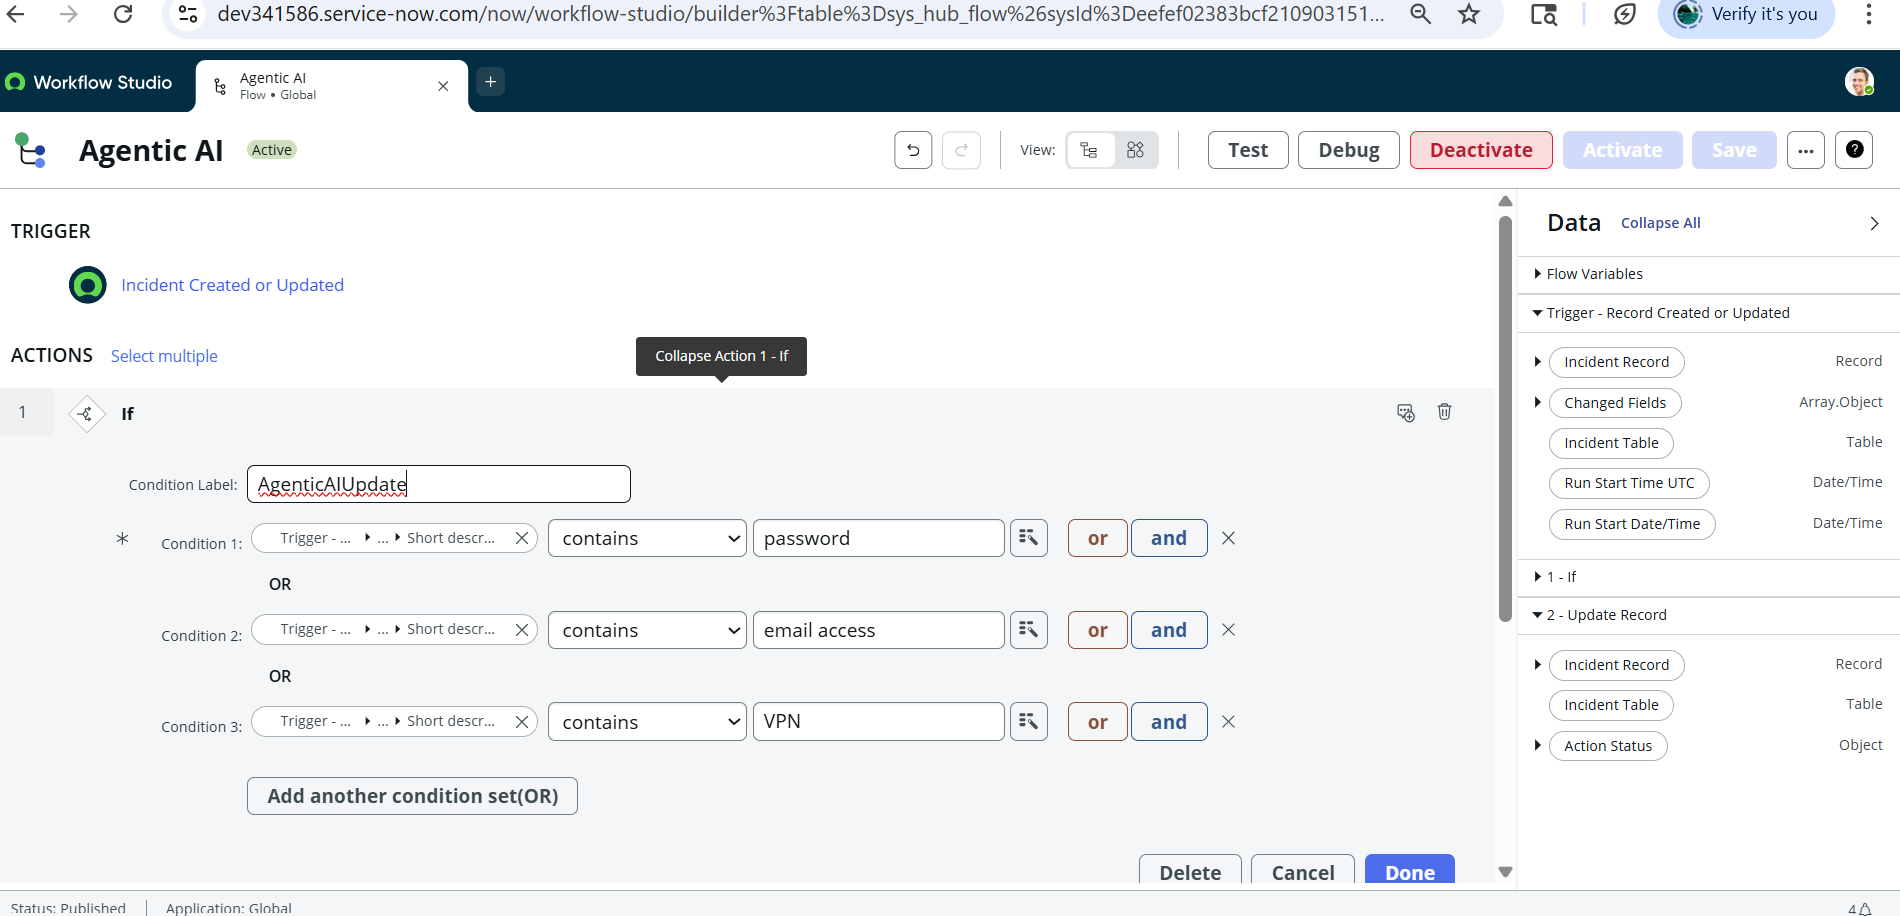 dev341586.service-now.com/now/workflow-studio/builder%3Ftable%3Dsys_hub_flow%26sysId%3Deefef02383bcf210903151... Verify it's you
Workflow Studio
Agentic AI
Flow • Global
Agentic AI Active
View: Test Debug Deactivate Activate Save ...
TRIGGER
Incident Created or Updated
ACTIONS Select multiple
Collapse Action 1 - If
1 If
Condition Label: AgenticAIUpdate
* Condition 1: Trigger - ... ... Short descr... contains password or and
OR
Condition 2: Trigger - ... ... Short descr... contains email access or and
OR
Condition 3: Trigger - ... ... Short descr... contains VPN or and
Add another condition set(OR)
Delete Cancel Done
Data Collapse All
Flow Variables
Trigger - Record Created or Updated
Incident Record Record
Changed Fields Array.Object
Incident Table Table
Run Start Time UTC Date/Time
Run Start Date/Time Date/Time
1 - If
2 - Update Record
Incident Record Record
Incident Table Table
Action Status Object
Status: Published Application: Global 4